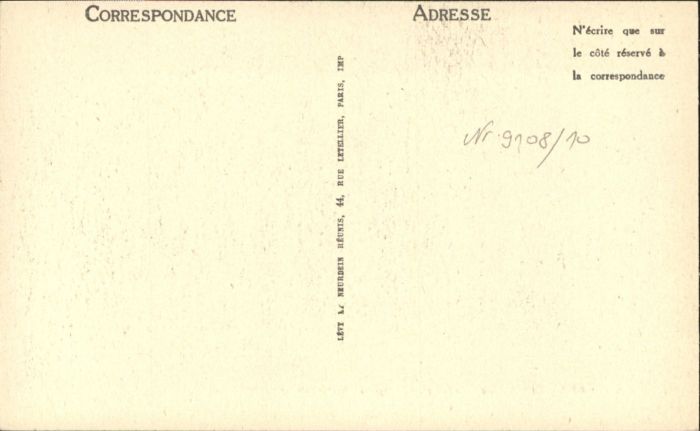 CORRESPONDANCE
ADRESSE
N'écrire que sur
le côté réservé à
la correspondance
LÉVY & NEURDEIN RÉUNIS, 44, RUE LETELLIER, PARIS, IMP
Nr. 9108/10